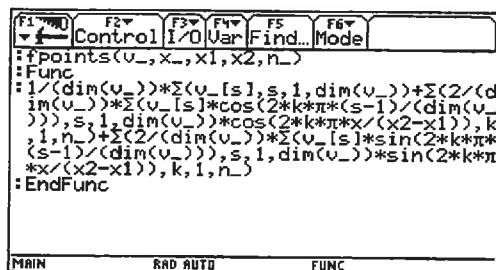 F1 F2 F3 F4 F5 F6
Control I/O Var Find... Mode
:fpoints(v_,x_,x1,x2,n_)
:Func
:1/(dim(v_))*Σ(v_[s],s,1,dim(v_))+Σ(2/(d
im(v_))*Σ(v_[s]*cos(2*k*π*(s-1)/(dim(v_
))),s,1,dim(v_))*cos(2*k*π*x/(x2-x1)),k
,1,n_)+Σ(2/(dim(v_))*Σ(v_[s]*sin(2*k*π*
(s-1)/(dim(v_))),s,1,dim(v_))*sin(2*k*π
*x/(x2-x1)),k,1,n_)
:EndFunc
MAIN RAD AUTO FUNC